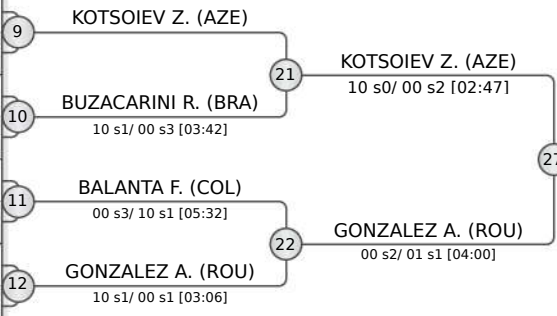 9
KOTSOIEV Z. (AZE)
21
KOTSOIEV Z. (AZE)
10 s0/ 00 s2 [02:47]
10
BUZACARINI R. (BRA)
10 s1/ 00 s3 [03:42]
27
11
BALANTA F. (COL)
00 s3/ 10 s1 [05:32]
22
GONZALEZ A. (ROU)
00 s2/ 01 s1 [04:00]
12
GONZALEZ A. (ROU)
10 s1/ 00 s1 [03:06]